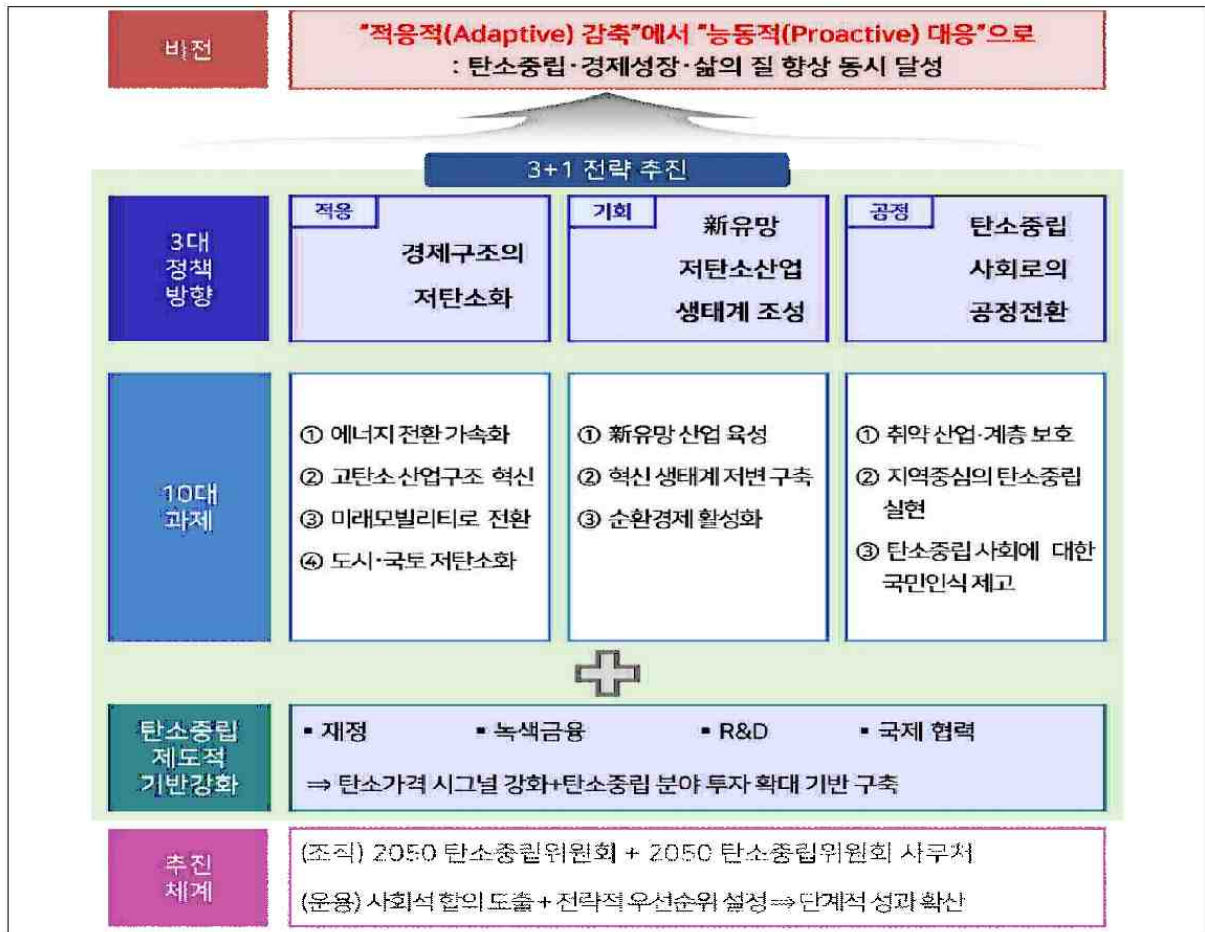 비전
"적응적(Adaptive) 감축"에서 "능동적(Proactive) 대응"으로
: 탄소중립·경제성장·삶의 질 향상 동시 달성
3+1 전략 추진
3대
정책
방향
적응
경제구조의
저탄소화
기회
新유망
저탄소산업
생태계 조성
공정
탄소중립
사회로의
공정전환
10대
과제
① 에너지 전환 가속화
② 고탄소 산업구조 혁신
③ 미래모빌리티로 전환
④ 도시·국토 저탄소화
① 新유망 산업 육성
② 혁신 생태계 저변 구축
③ 순환경제 활성화
① 취약 산업·계층 보호
② 지역중심의 탄소중립
실현
③ 탄소중립 사회에 대한
국민인식 제고
탄소중립
제도적
기반강화
▪ 재정 ▪ 녹색금융 ▪ R&D ▪ 국제 협력
⇒ 탄소가격 시그널 강화+탄소중립 분야 투자 확대 기반 구축
추진
체계
(조직) 2050 탄소중립위원회 + 2050 탄소중립위원회 사무처
(운용) 사회적 합의 도출 + 전략적 우선순위 설정 ⇒ 단계적 성과 확산